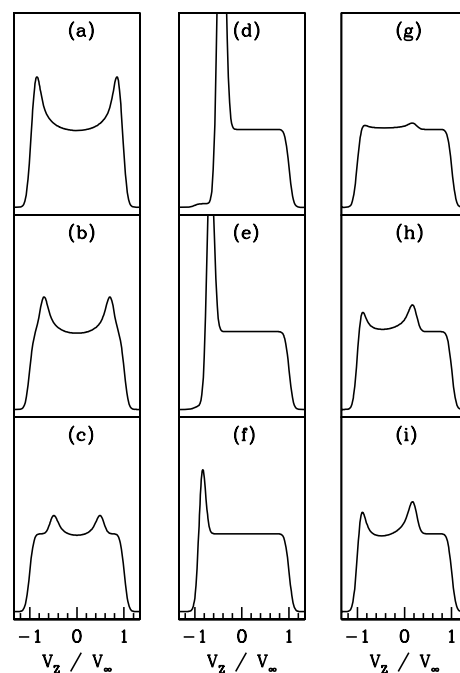 (a) (d) (g)
(b) (e) (h)
(c) (f) (i)
−1 0 1 −1 0 1 −1 0 1
V_z / V_∞ V_z / V_∞ V_z / V_∞